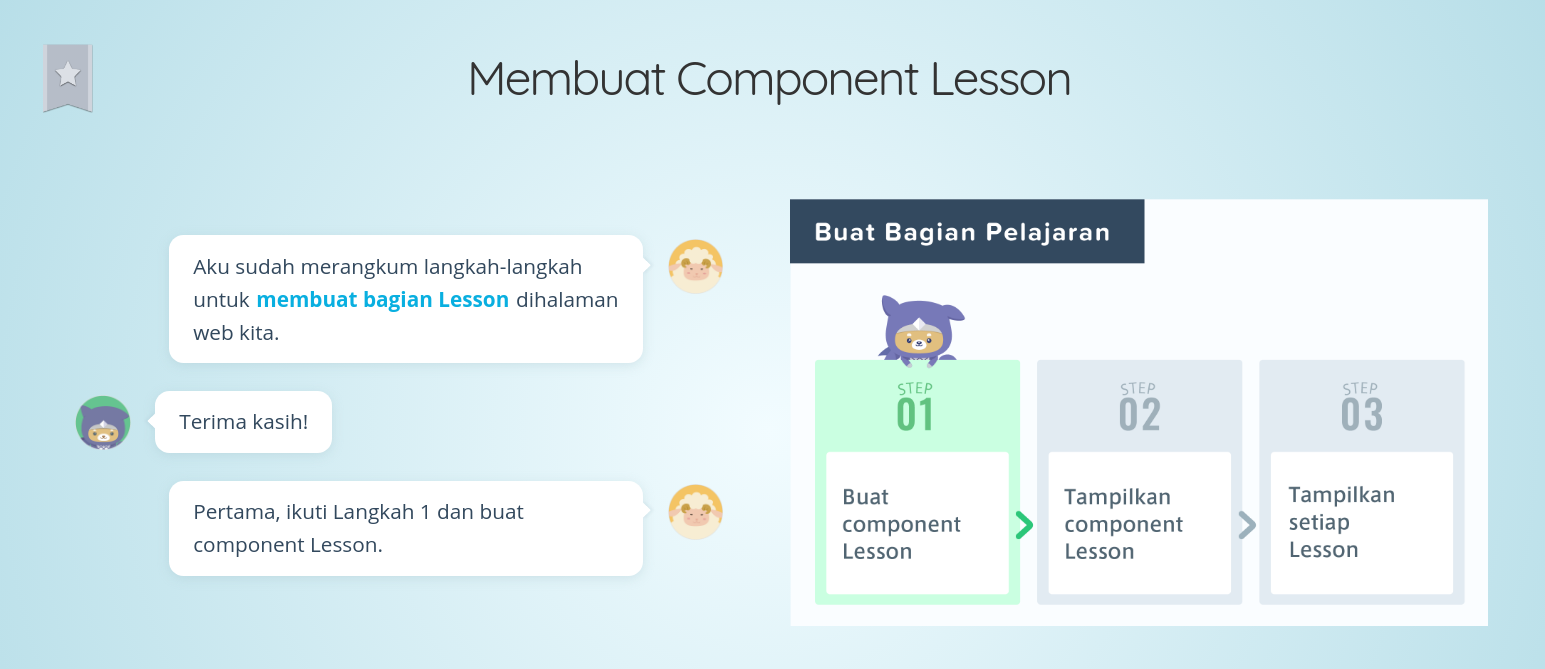 Membuat Component Lesson
Aku sudah merangkum langkah-langkah
untuk membuat bagian Lesson dihalaman
web kita.
Terima kasih!
Pertama, ikuti Langkah 1 dan buat
component Lesson.
Buat Bagian Pelajaran
STEP
01
Buat
component
Lesson
STEP
02
Tampilkan
component
Lesson
STEP
03
Tampilkan
setiap
Lesson